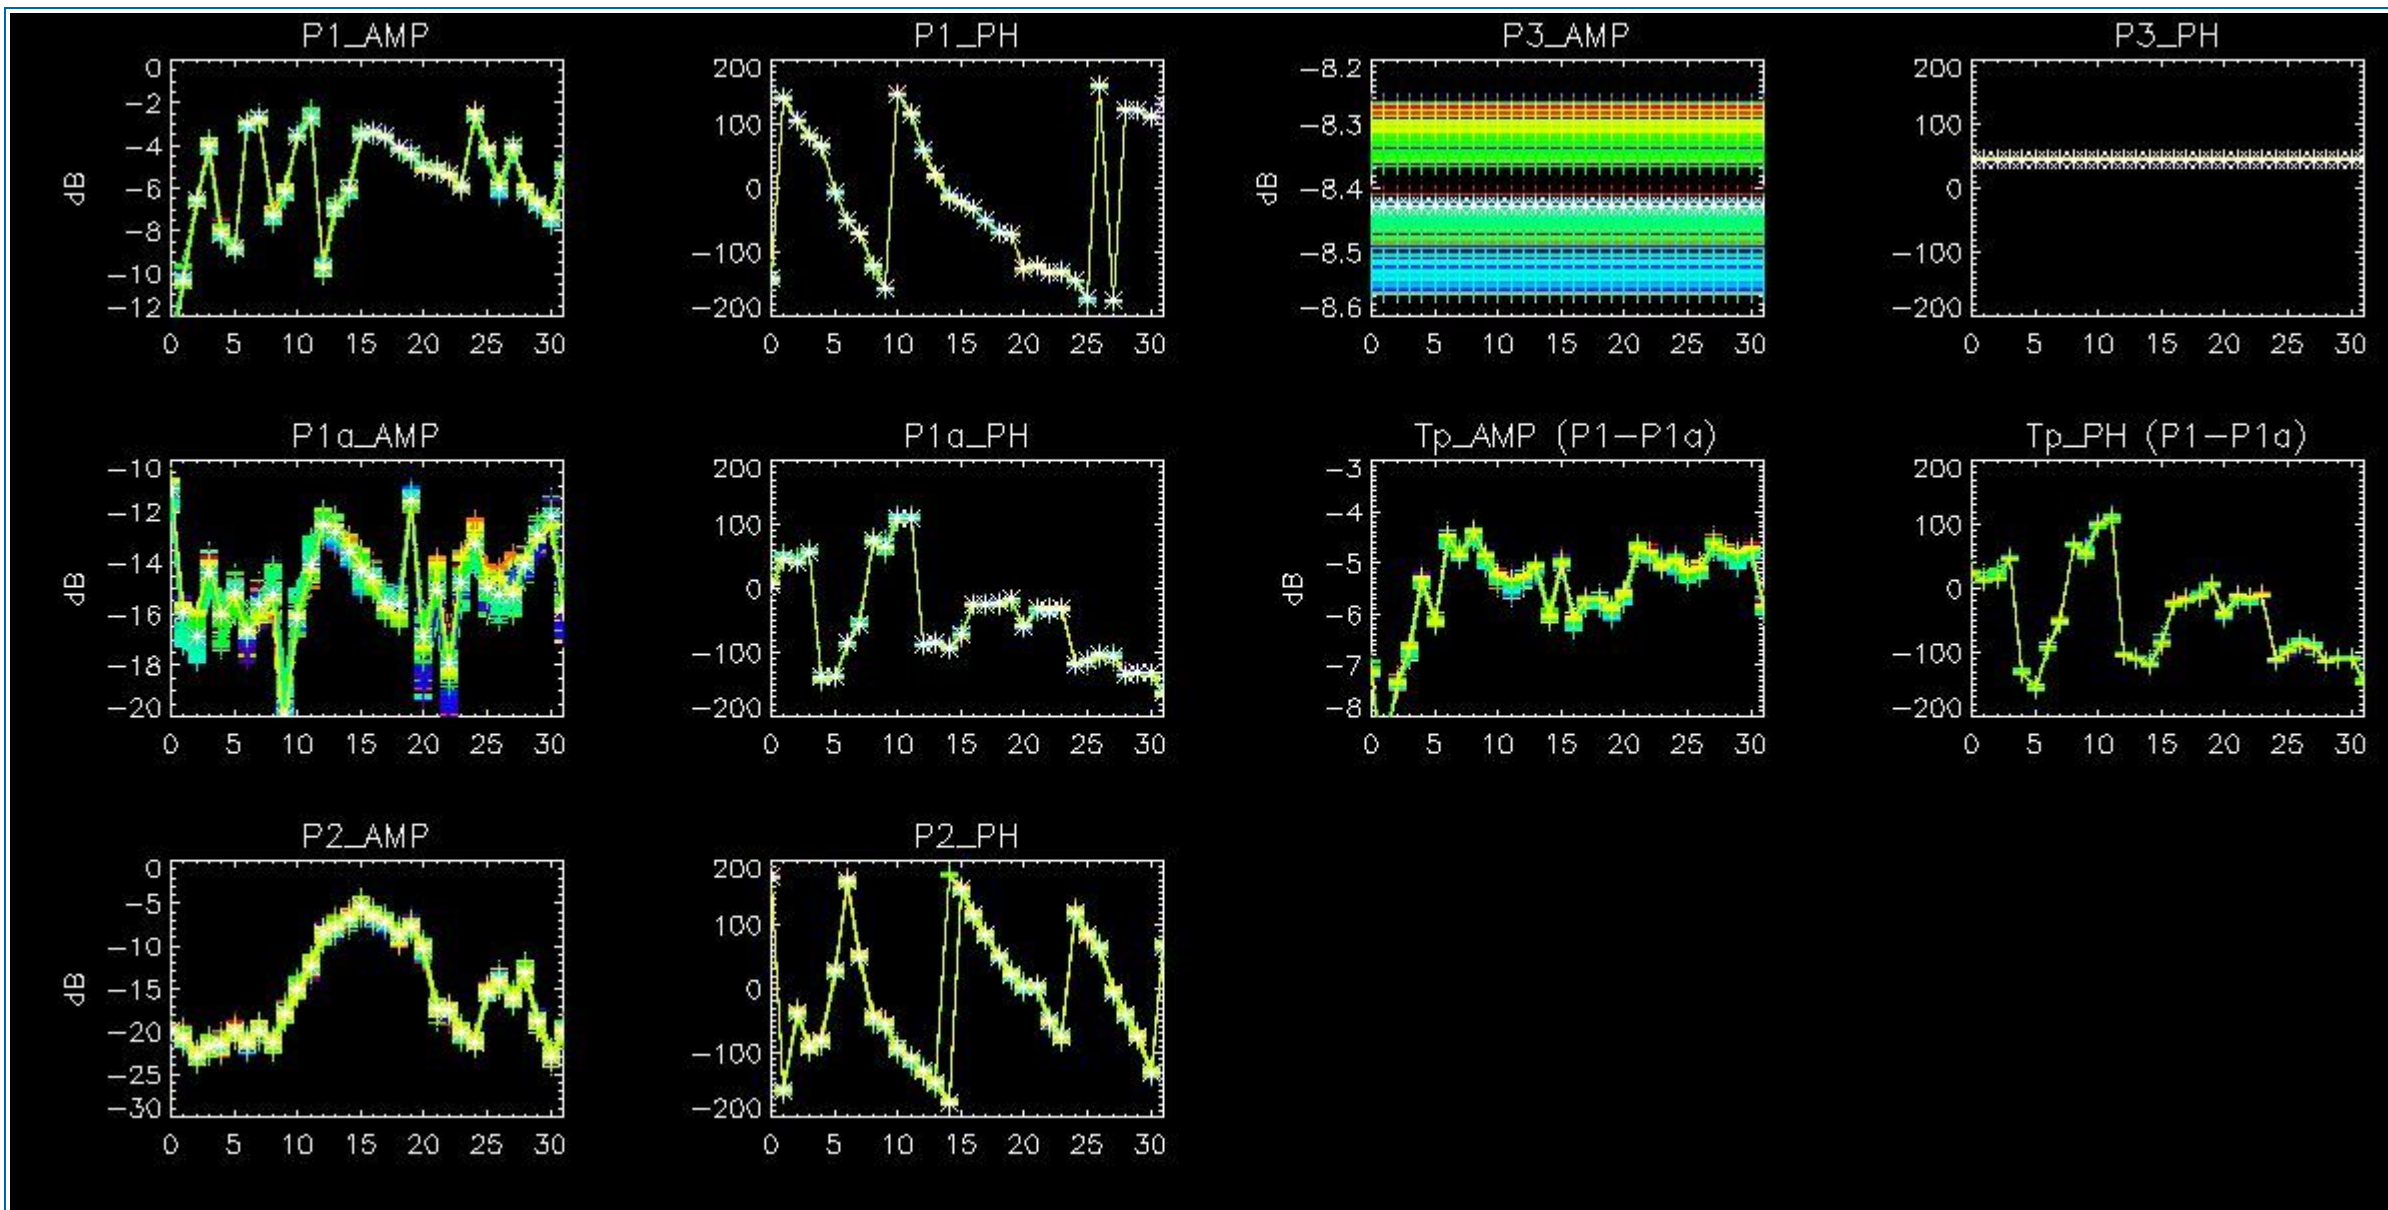 P1_AMP
P1_PH
P3_AMP
P3_PH
0
−2
−4
−6
−8
−10
−12
dB
0 5 10 15 20 25 30
200
100
0
−100
−200
0 5 10 15 20 25 30
−8.2
−8.3
−8.4
−8.5
−8.6
dB
0 5 10 15 20 25 30
200
100
0
−100
−200
0 5 10 15 20 25 30
P1a_AMP
P1a_PH
Tp_AMP (P1−P1a)
Tp_PH (P1−P1a)
−10
−12
−14
−16
−18
−20
dB
0 5 10 15 20 25 30
200
100
0
−100
−200
0 5 10 15 20 25 30
−3
−4
−5
−6
−7
−8
dB
0 5 10 15 20 25 30
200
100
0
−100
−200
0 5 10 15 20 25 30
P2_AMP
P2_PH
0
−5
−10
−15
−20
−25
−30
dB
0 5 10 15 20 25 30
200
100
0
−100
−200
0 5 10 15 20 25 30